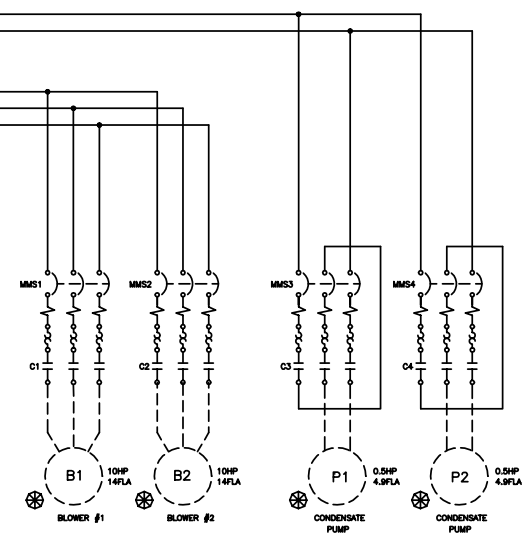 MMS1
MMS2
MMS3
MMS4
C1
C2
C3
C4
B1
10HP
14FLA
B2
10HP
14FLA
P1
0.5HP
4.9FLA
P2
0.5HP
4.9FLA
BLOWER #1
BLOWER #2
CONDENSATE
PUMP
CONDENSATE
PUMP